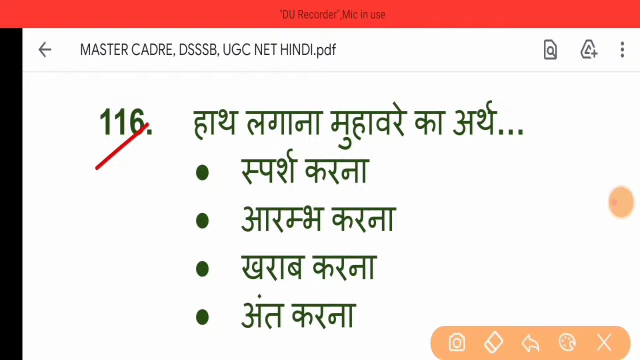 "DU Recorder",Mic in use
MASTER CADRE, DSSSB, UGC NET HINDI.pdf
116. हाथ लगाना मुहावरे का अर्थ...
● स्पर्श करना
● आरम्भ करना
● खराब करना
● अंत करना